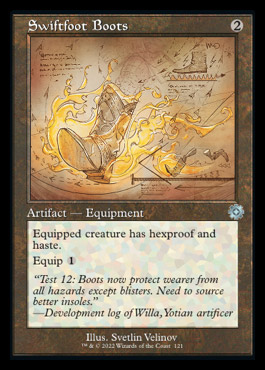 Swiftfoot Boots 2
Artifact — Equipment
Equipped creature has hexproof and
haste.
Equip 1
“Test 12: Boots now protect wearer from
all hazards except blisters. Need to source
better insoles.”
—Development log of Willa, Yotian artificer
Illus. Svetlin Velinov
™ & © 2022 Wizards of the Coast 121